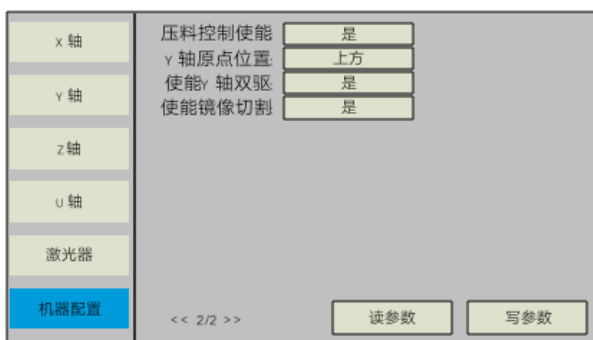 X 轴
Y 轴
Z 轴
U 轴
激光器
机器配置
压料控制使能 是
Y 轴原点位置: 上方
使能Y 轴双驱: 是
使能镜像切割: 是
<< 2/2 >>
读参数
写参数